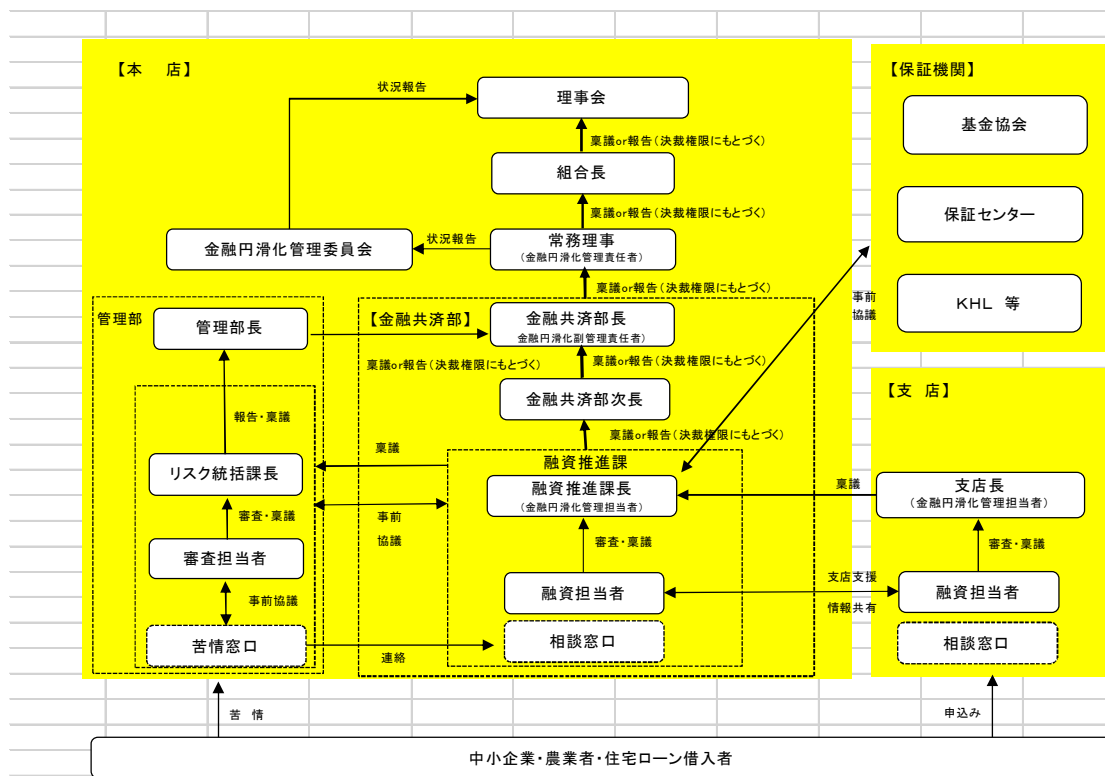 【本　店】
【保証機関】
状況報告
理事会
基金協会
稟議or報告（決裁権限にもとづく）
組合長
稟議or報告（決裁権限にもとづく）
保証センター
金融円滑化管理委員会
状況報告
常務理事
（金融円滑化管理責任者）
稟議or報告（決裁権限にもとづく）
事前
協議
KHL 等
管理部
管理部長
【金融共済部】
金融共済部長
金融円滑化副管理責任者）
稟議or報告（決裁権限にもとづく）
稟議or報告（決裁権限にもとづく）
金融共済部次長
【支　店】
報告・稟議
稟議or報告（決裁権限にもとづく）
融資推進課
稟議
リスク統括課長
融資推進課長
（金融円滑化管理担当者）
稟議
支店長
（金融円滑化管理担当者）
審査・稟議
事前
協議
審査・稟議
審査・稟議
審査担当者
融資担当者
支店支援
情報共有
融資担当者
事前協議
苦情窓口
連絡
相談窓口
相談窓口
苦 情
申込み
中小企業・農業者・住宅ローン借入者